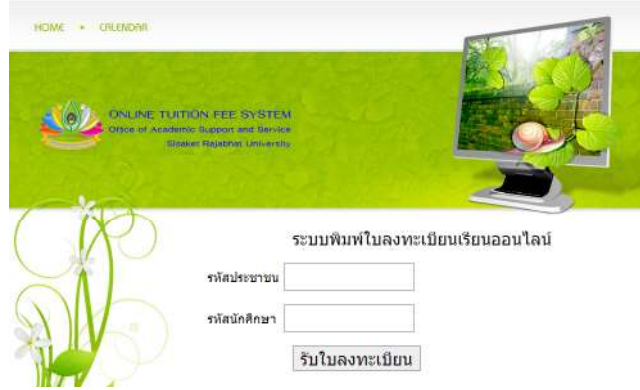 HOME • CALENDAR
ONLINE TUITION FEE SYSTEM
Office of Academic Support and Service
Sisaket Rajabhat University
ระบบพิมพ์ใบลงทะเบียนเรียนออนไลน์
รหัสประชาชน
รหัสนักศึกษา
รับใบลงทะเบียน